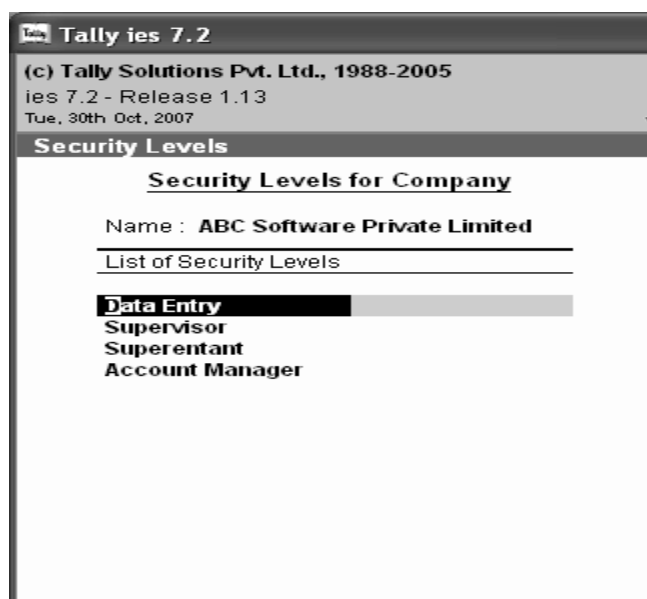 Tally ies 7.2
(c) Tally Solutions Pvt. Ltd., 1988-2005
ies 7.2 - Release 1.13
Tue, 30th Oct, 2007
Security Levels
Security Levels for Company
Name : ABC Software Private Limited
List of Security Levels
Data Entry
Supervisor
Superentant
Account Manager